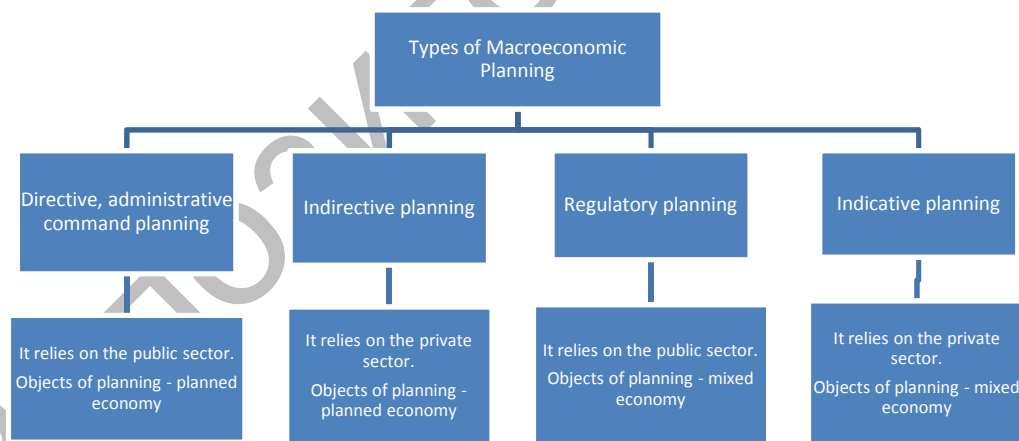 Types of Macroeconomic
Planning
Directive, administrative
command planning
Indirective planning
Regulatory planning
Indicative planning
It relies on the public sector.
Objects of planning - planned
economy
It relies on the private
sector.
Objects of planning -
planned economy
It relies on the public sector.
Objects of planning - mixed
economy
It relies on the private
sector.
Objects of planning - mixed
economy